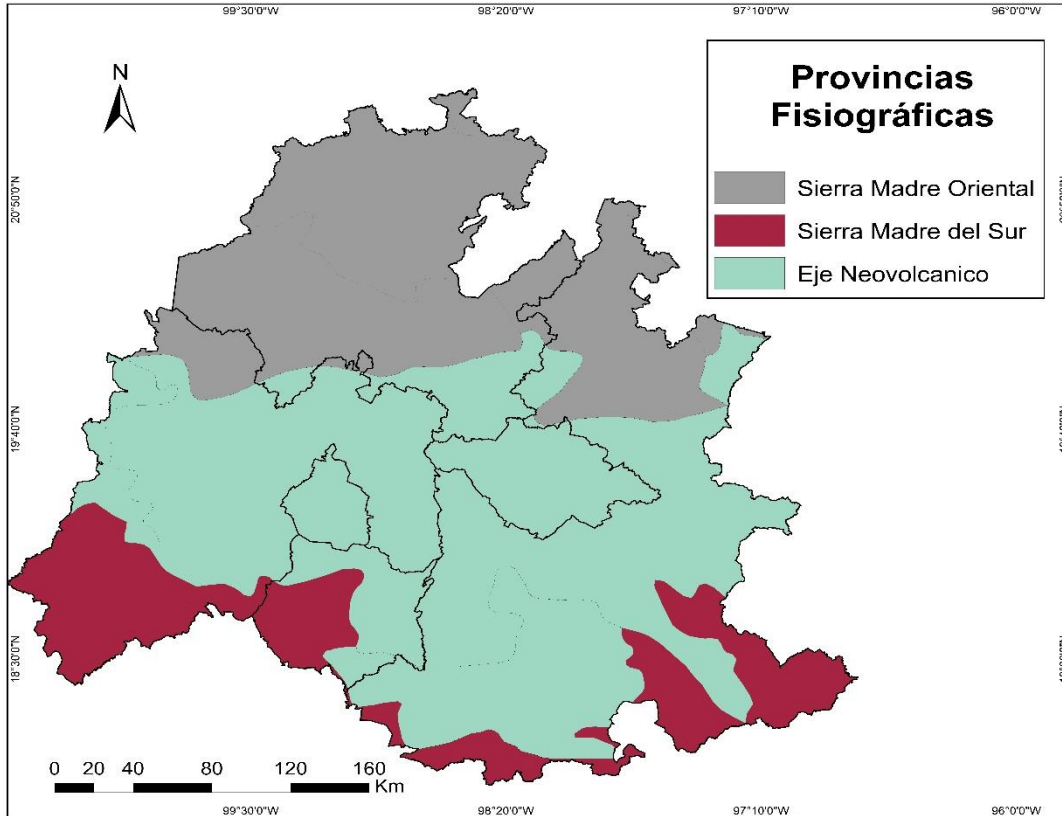 99°30'0"W 98°20'0"W 97°10'0"W 96°0'0"W
N
Provincias
Fisiográficas
Sierra Madre Oriental
Sierra Madre del Sur
Eje Neovolcanico
20°50'0"N
19°40'0"N
18°30'0"N
0 20 40 80 120 160
Km
99°30'0"W 98°20'0"W 97°10'0"W 96°0'0"W